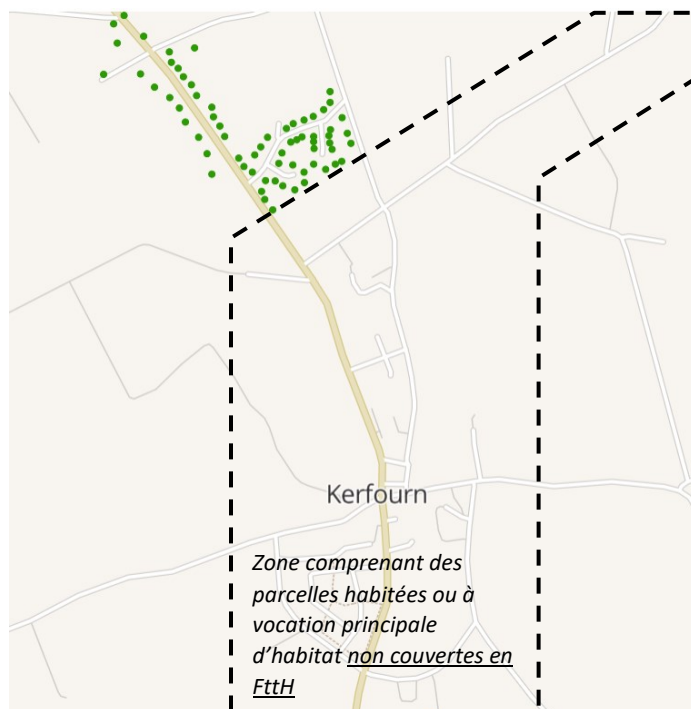 Kerfourn
Zone comprenant des
parcelles habitées ou à
vocation principale
d’habitat non couvertes en
FttH